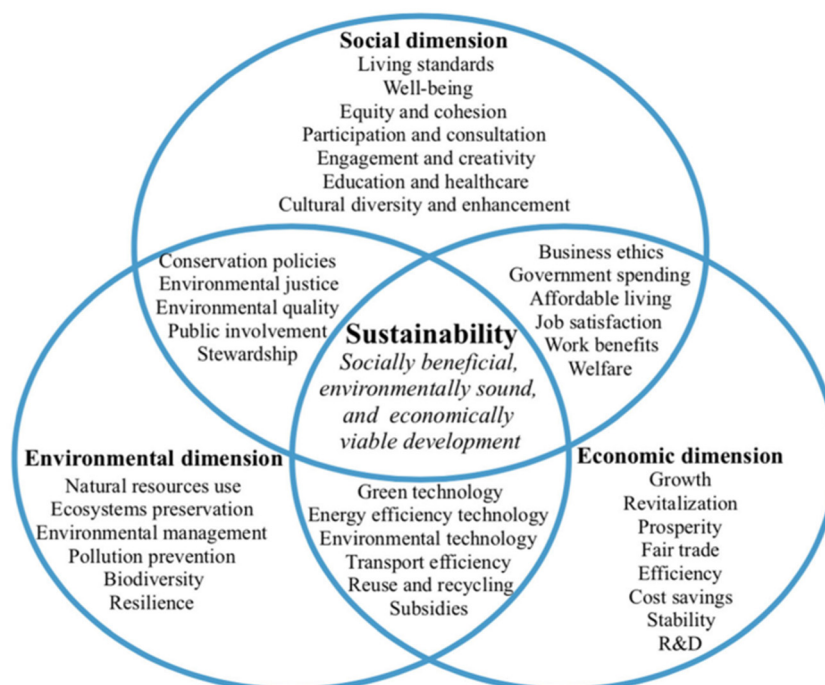 Social dimension
Living standards
Well-being
Equity and cohesion
Participation and consultation
Engagement and creativity
Education and healthcare
Cultural diversity and enhancement
Conservation policies
Environmental justice
Environmental quality
Public involvement
Stewardship
Business ethics
Government spending
Affordable living
Job satisfaction
Work benefits
Welfare
Sustainability
Socially beneficial,
environmentally sound,
and economically
viable development
Environmental dimension
Natural resources use
Ecosystems preservation
Environmental management
Pollution prevention
Biodiversity
Resilience
Green technology
Energy efficiency technology
Environmental technology
Transport efficiency
Reuse and recycling
Subsidies
Economic dimension
Growth
Revitalization
Prosperity
Fair trade
Efficiency
Cost savings
Stability
R&D